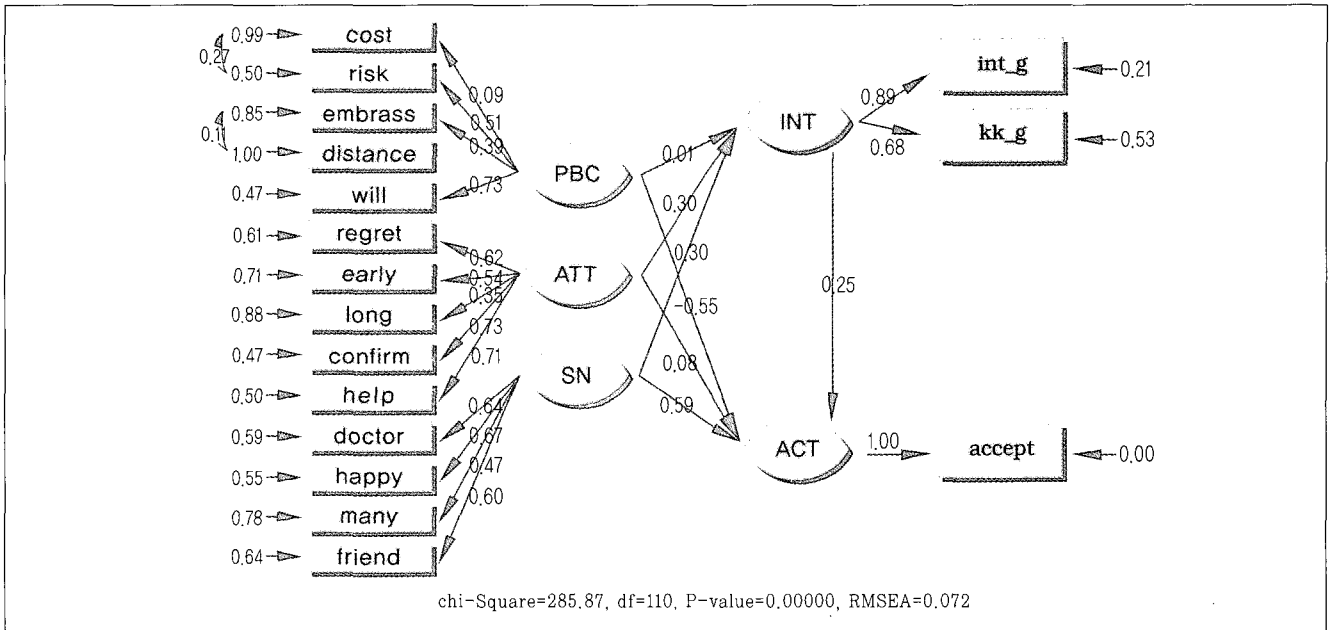 0.99 cost
0.27
0.50 risk
0.85 embrass
0.11
1.00 distance
0.47 will
0.61 regret
0.71 early
0.88 long
0.47 confirm
0.50 help
0.59 doctor
0.55 happy
0.78 many
0.64 friend
0.09
0.51
0.39
0.73
0.62
0.54
0.35
0.73
0.71
0.64
0.67
0.47
0.60
PBC
ATT
SN
0.01
0.30
0.30
-0.55
0.08
0.59
INT
0.25
ACT
0.89
0.68
1.00
int_g 0.21
kk_g 0.53
accept 0.00
chi-Square=285.87, df=110, P-value=0.00000, RMSEA=0.072